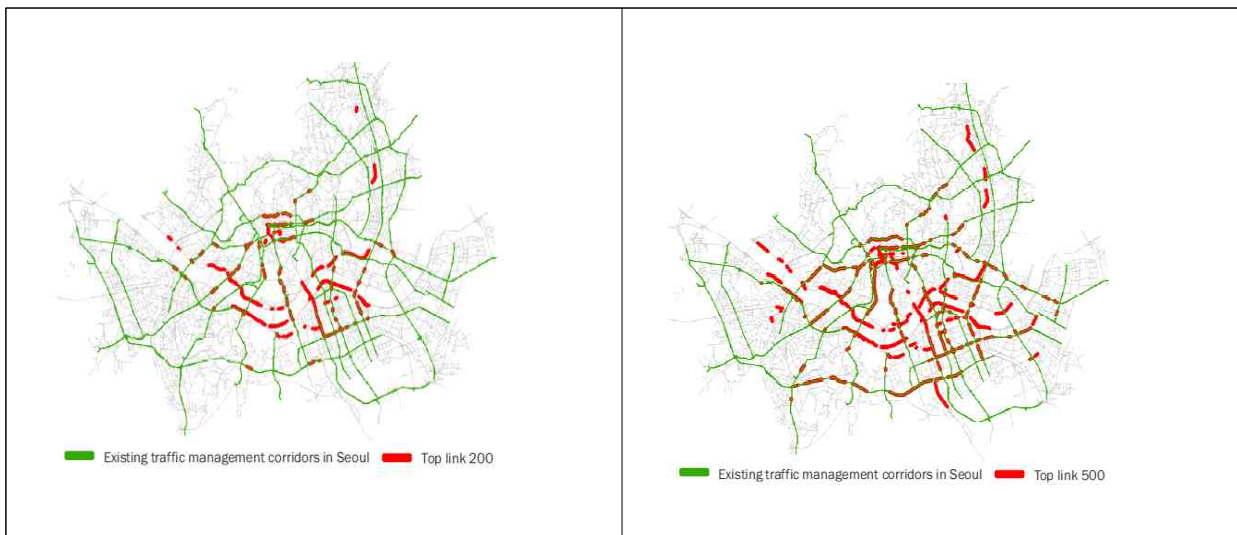 Existing traffic management corridors in Seoul Top link 200
Existing traffic management corridors in Seoul Top link 500